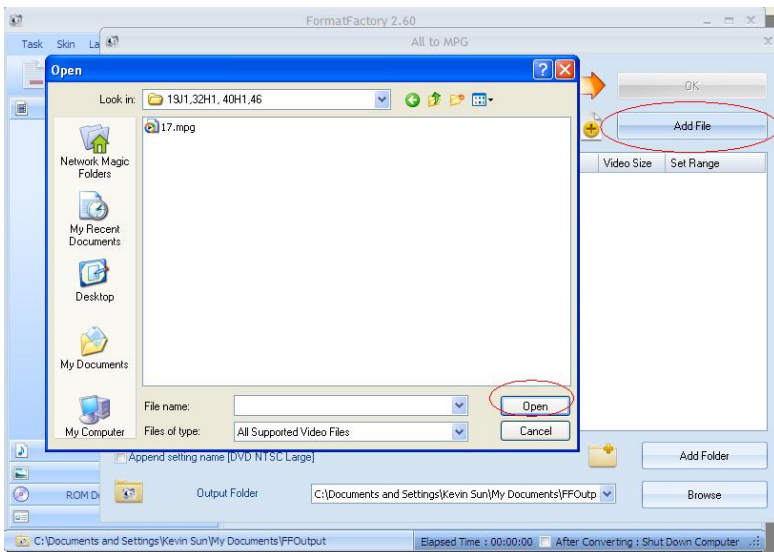 FormatFactory 2.60
Task Skin La
All to MPG
Open
Look in: 19J1,32H1, 40H1,46
OK
Add File
17.mpg
Network Magic
Folders
Video Size Set Range
My Recent
Documents
Desktop
My Documents
My Computer
File name:
Open
Files of type: All Supported Video Files
Cancel
Append setting name [DVD NTSC Large]
Add Folder
ROM D
Output Folder
C:\Documents and Settings\Kevin Sun\My Documents\FFOutp
Browse
C:\Documents and Settings\Kevin Sun\My Documents\FFOutput
Elapsed Time : 00:00:00
After Converting : Shut Down Computer